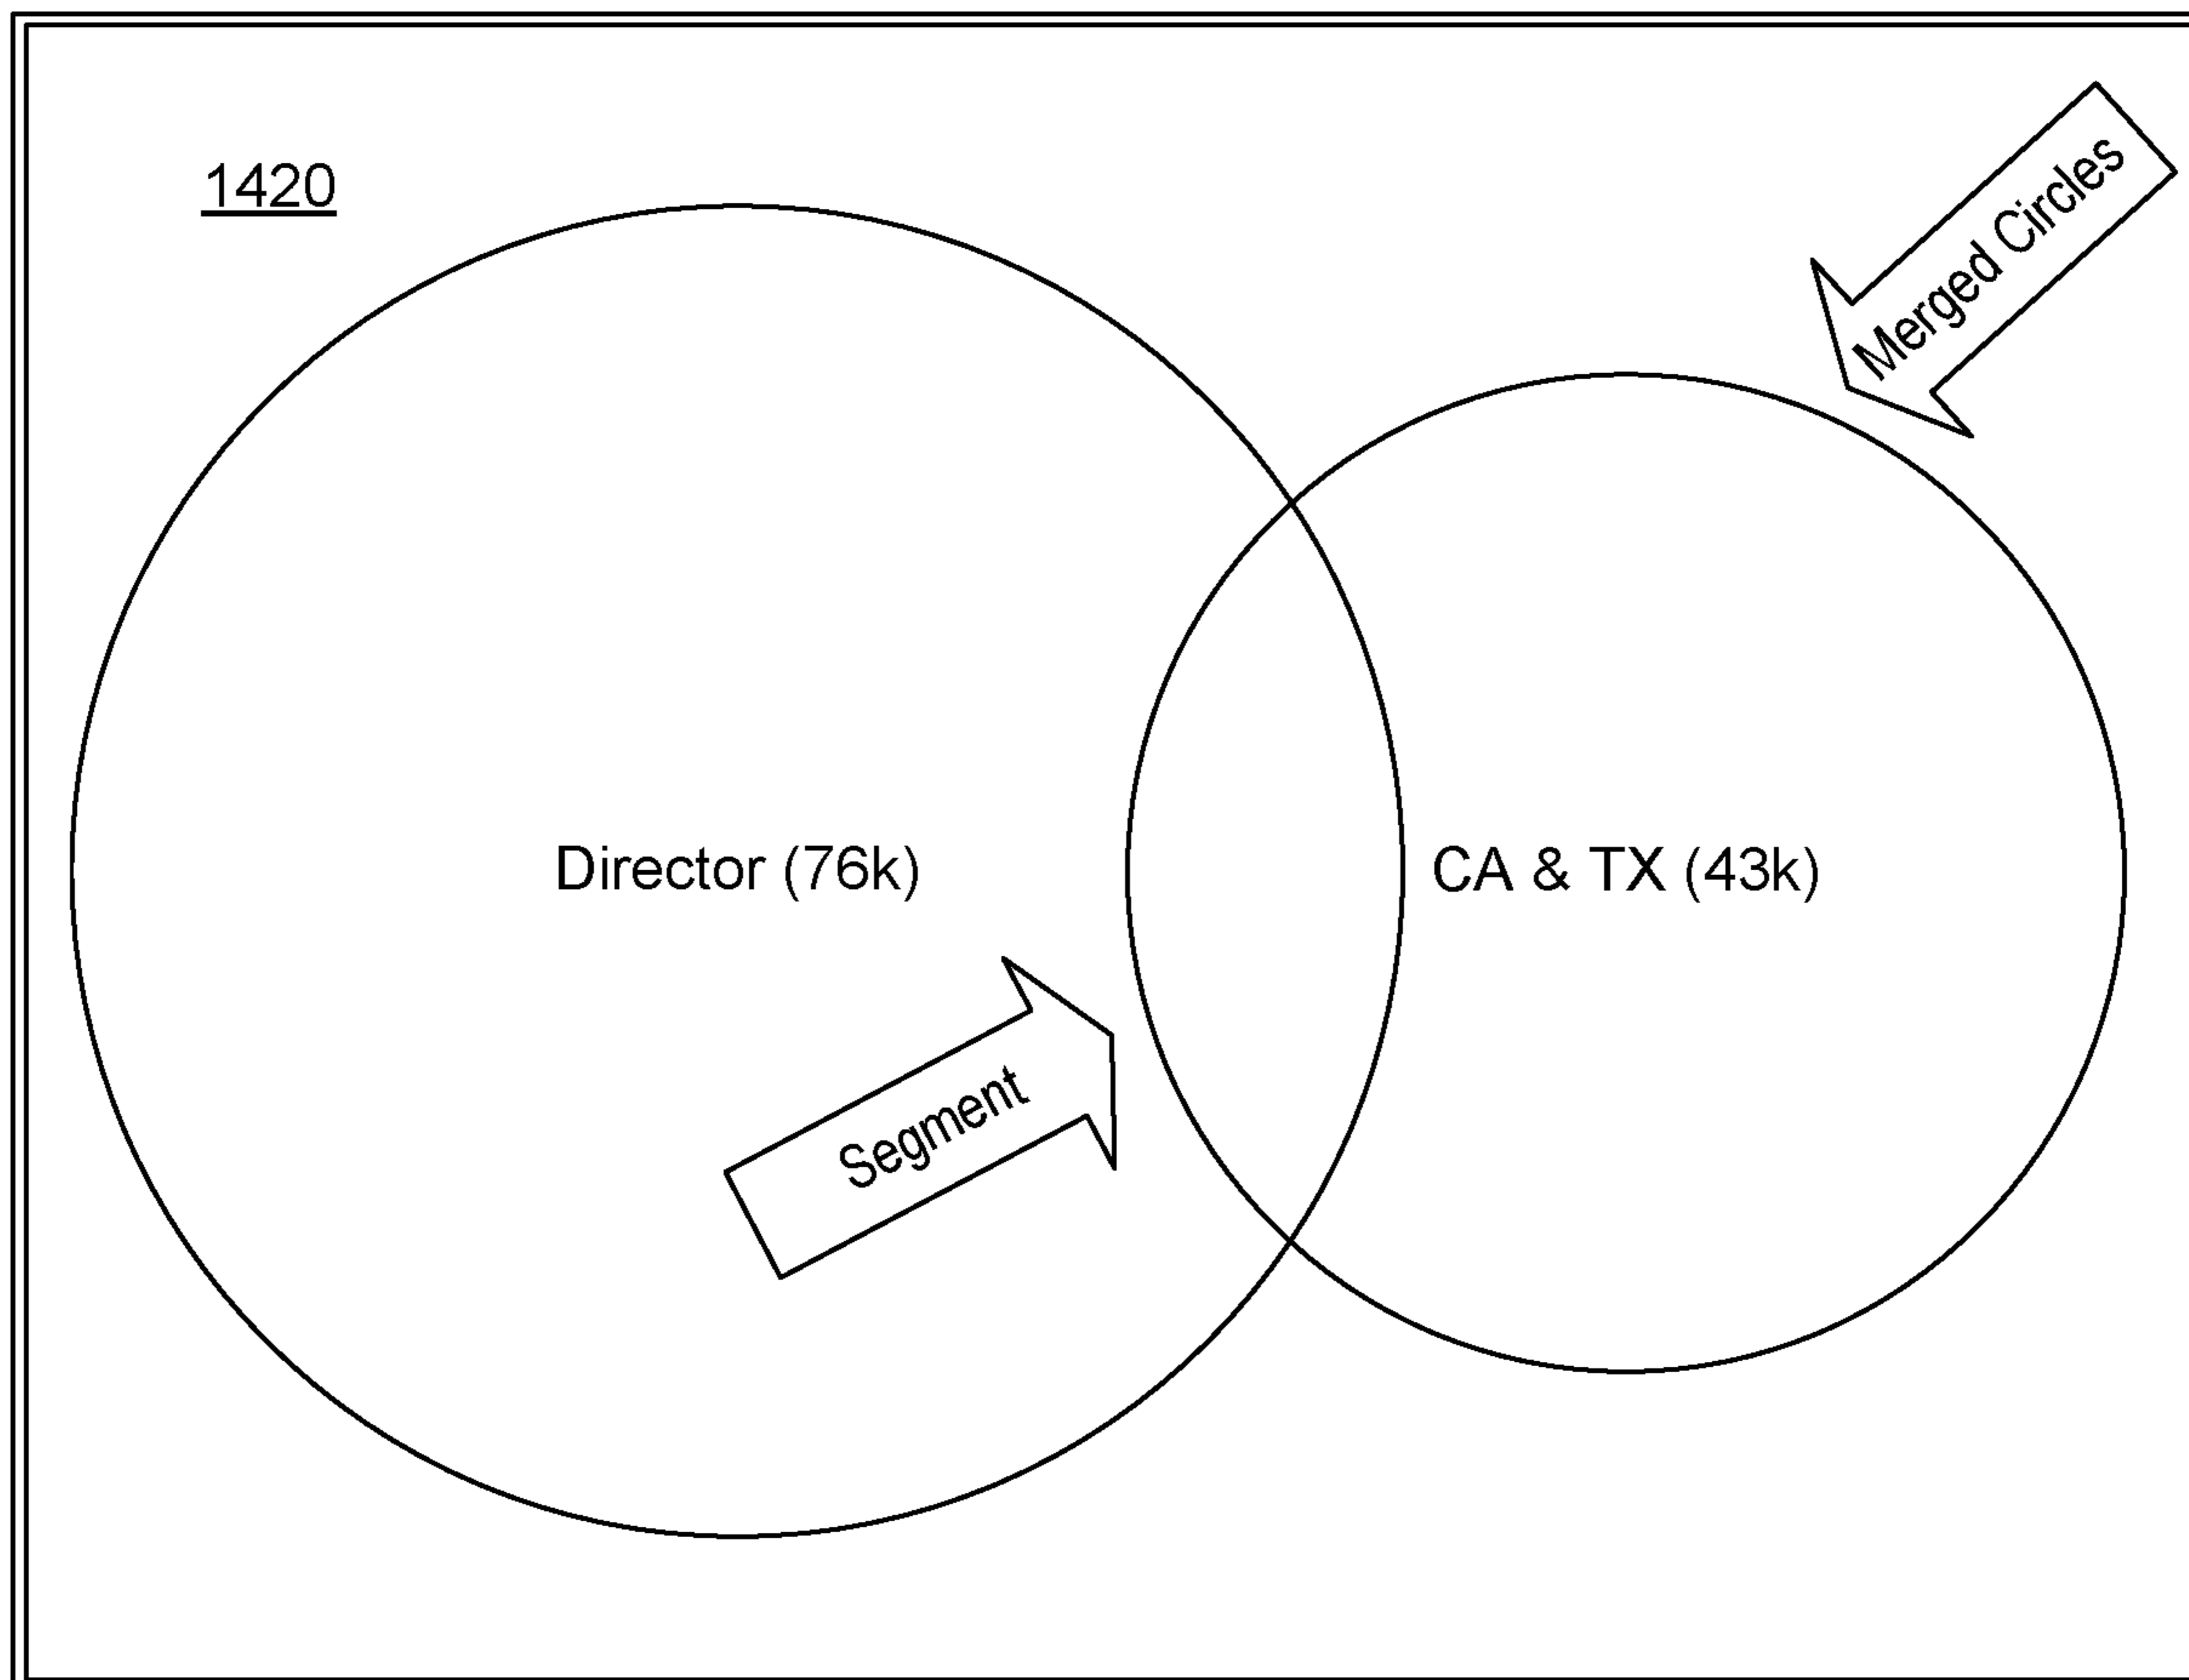 1420
Merged Circles
Director (76k)
CA & TX (43k)
Segment